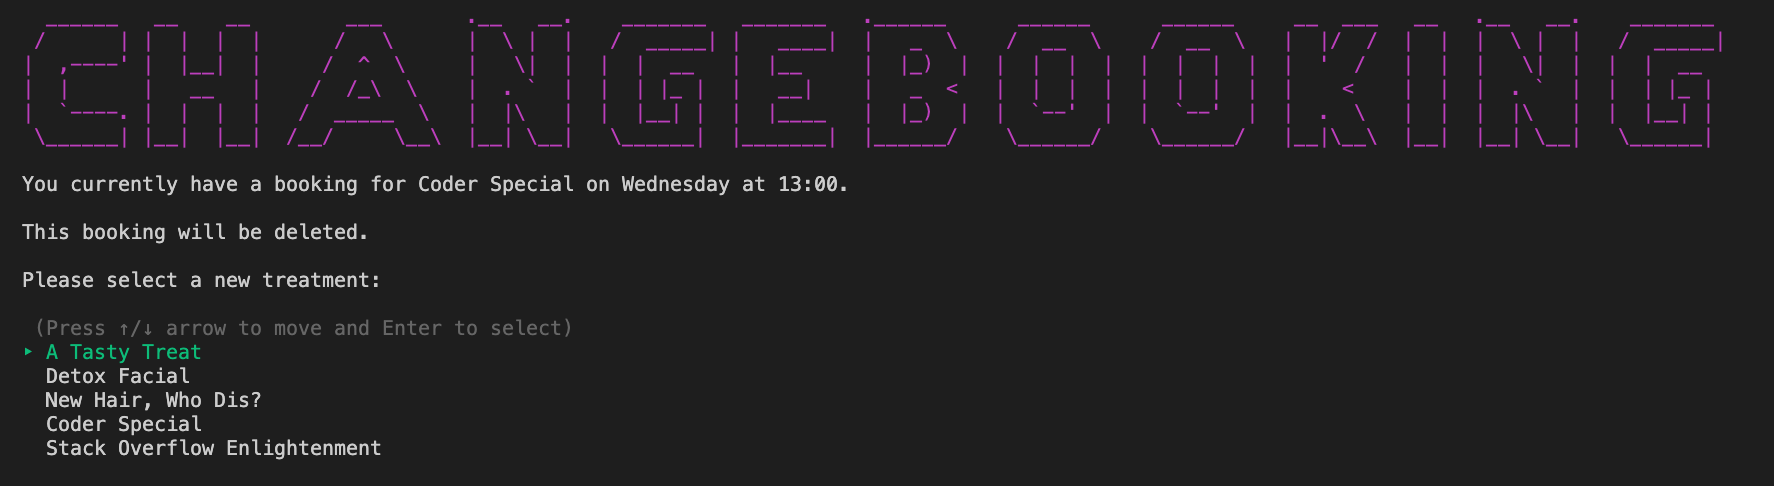 CHANGEBOOKING
You currently have a booking for Coder Special on Wednesday at 13:00.
This booking will be deleted.
Please select a new treatment:
(Press ↑/↓ arrow to move and Enter to select)
‣ A Tasty Treat
Detox Facial
New Hair, Who Dis?
Coder Special
Stack Overflow Enlightenment